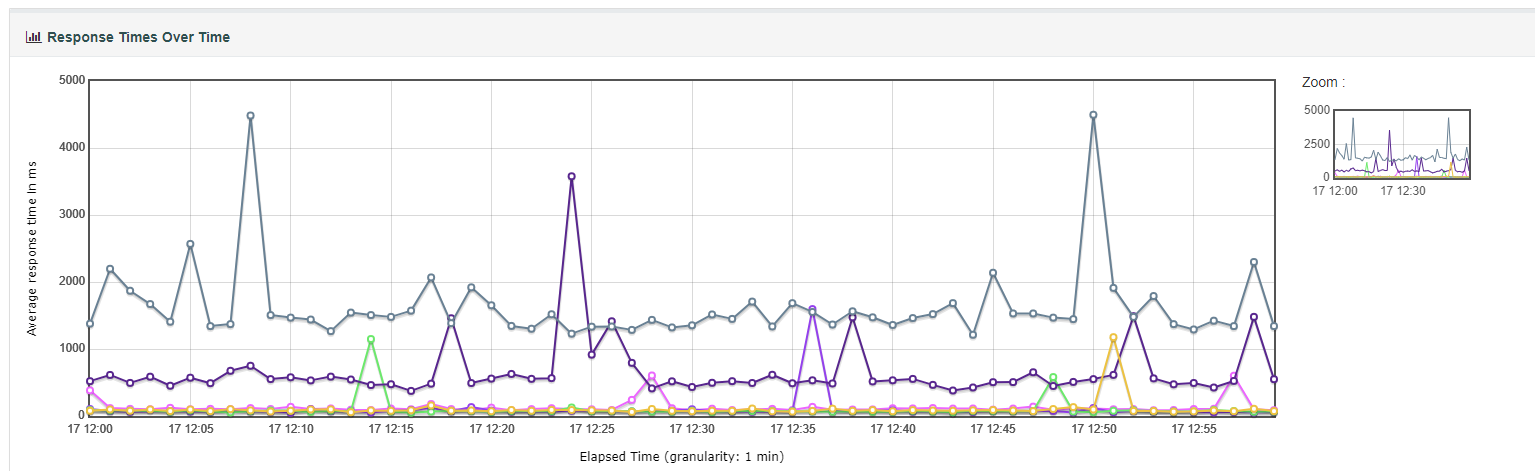 Response Times Over Time
Zoom :
5000
4000
3000
2000
1000
0
Average response time in ms
17 12:00 17 12:05 17 12:10 17 12:15 17 12:20 17 12:25 17 12:30 17 12:35 17 12:40 17 12:45 17 12:50 17 12:55
Elapsed Time (granularity: 1 min)
5000
2500
0
17 12:00 17 12:30